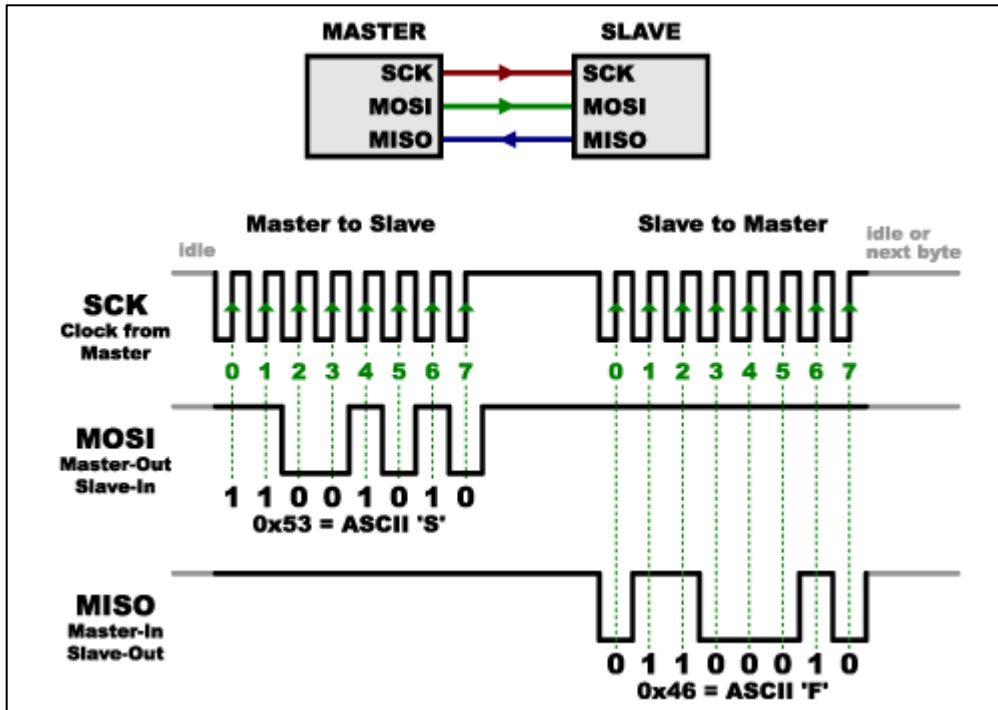 MASTER SLAVE
SCK SCK
MOSI MOSI
MISO MISO
Master to Slave Slave to Master
idle idle or
next byte
SCK
Clock from
Master
0 1 2 3 4 5 6 7 0 1 2 3 4 5 6 7
MOSI
Master-Out
Slave-In
1 1 0 0 1 0 1 0
0x53 = ASCII 'S'
MISO
Master-In
Slave-Out
0 1 1 0 0 0 1 0
0x46 = ASCII 'F'